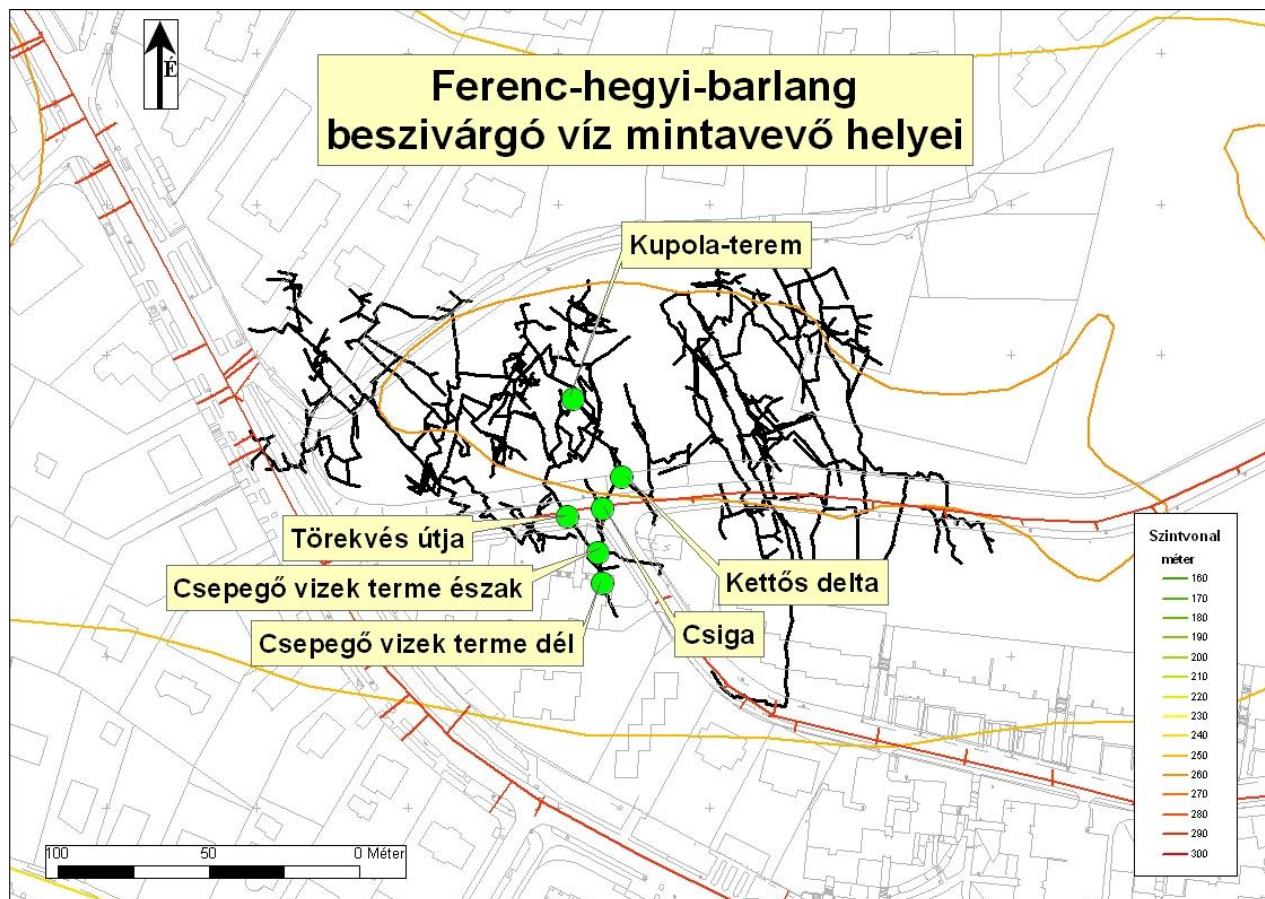 É
Ferenc-hegyi-barlang
beszivárgó víz mintavevő helyei
Kupola-terem
Törekvés útja
Csepegő vizek terme észak
Csepegő vizek terme dél
Kettős delta
Csiga
Szintvonal
méter
160
170
180
190
200
210
220
230
240
250
260
270
280
290
300
100 50 0 Méter